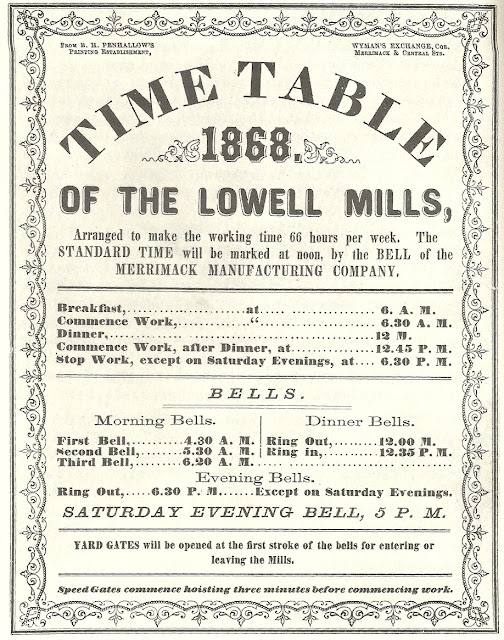 FROM B. H. PENHALLOW'S
PRINTING ESTABLISHMENT,
WYMAN'S EXCHANGE, COR.
MERRIMACK & CENTRAL STS.
TIME TABLE
1868.
OF THE LOWELL MILLS,
Arranged to make the working time 66 hours per week. The
STANDARD TIME will be marked at noon, by the BELL of the
MERRIMACK MANUFACTURING COMPANY.
Breakfast,........................at.... ........................6. A. M.
Commence Work,..............“.............................6.30 A. M.
Dinner,.......................................................12 M.
Commence Work, after Dinner, at..............12.45 P. M.
Stop Work, except on Saturday Evenings, at.... 6.30 P. M.
BELLS.
Morning Bells.
First Bell,..........4.30 A. M.
Second Bell,......5.30 A. M.
Third Bell,........6.20 A. M.
Dinner Bells.
Ring Out,........12.00 M.
Ring in,..........12.35 P. M.
Evening Bells.
Ring Out,.....6.30 P. M......Except on Saturday Evenings.
SATURDAY EVENING BELL, 5 P. M.
YARD GATES will be opened at the first stroke of the bells for entering or
leaving the Mills.
Speed Gates commence hoisting three minutes before commencing work.